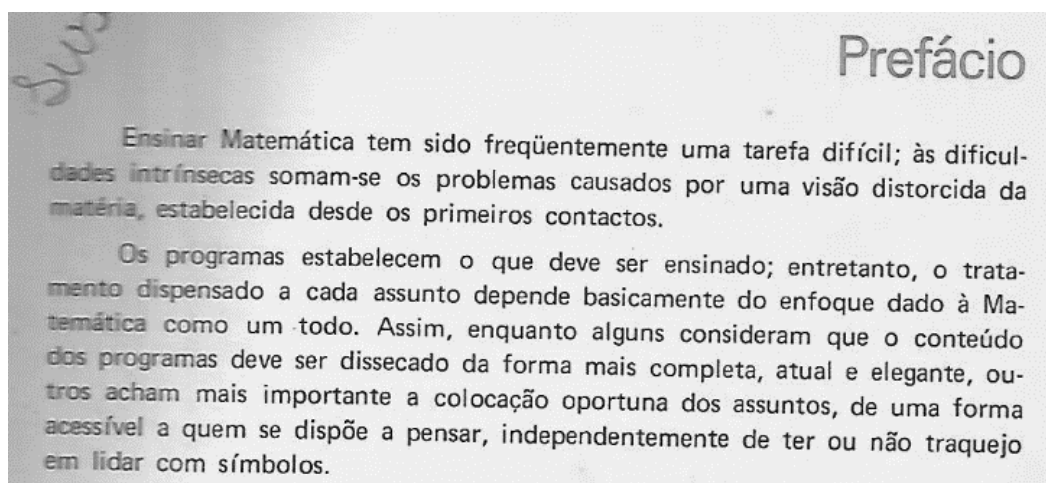 Prefácio
Ensinar Matemática tem sido freqüentemente uma tarefa difícil; às dificul-
dades intrínsecas somam-se os problemas causados por uma visão distorcida da
matéria, estabelecida desde os primeiros contactos.
Os programas estabelecem o que deve ser ensinado; entretanto, o trata-
mento dispensado a cada assunto depende basicamente do enfoque dado à Ma-
temática como um todo. Assim, enquanto alguns consideram que o conteúdo
dos programas deve ser dissecado da forma mais completa, atual e elegante, ou-
tros acham mais importante a colocação oportuna dos assuntos, de uma forma
acessível a quem se dispõe a pensar, independentemente de ter ou não traquejo
em lidar com símbolos.